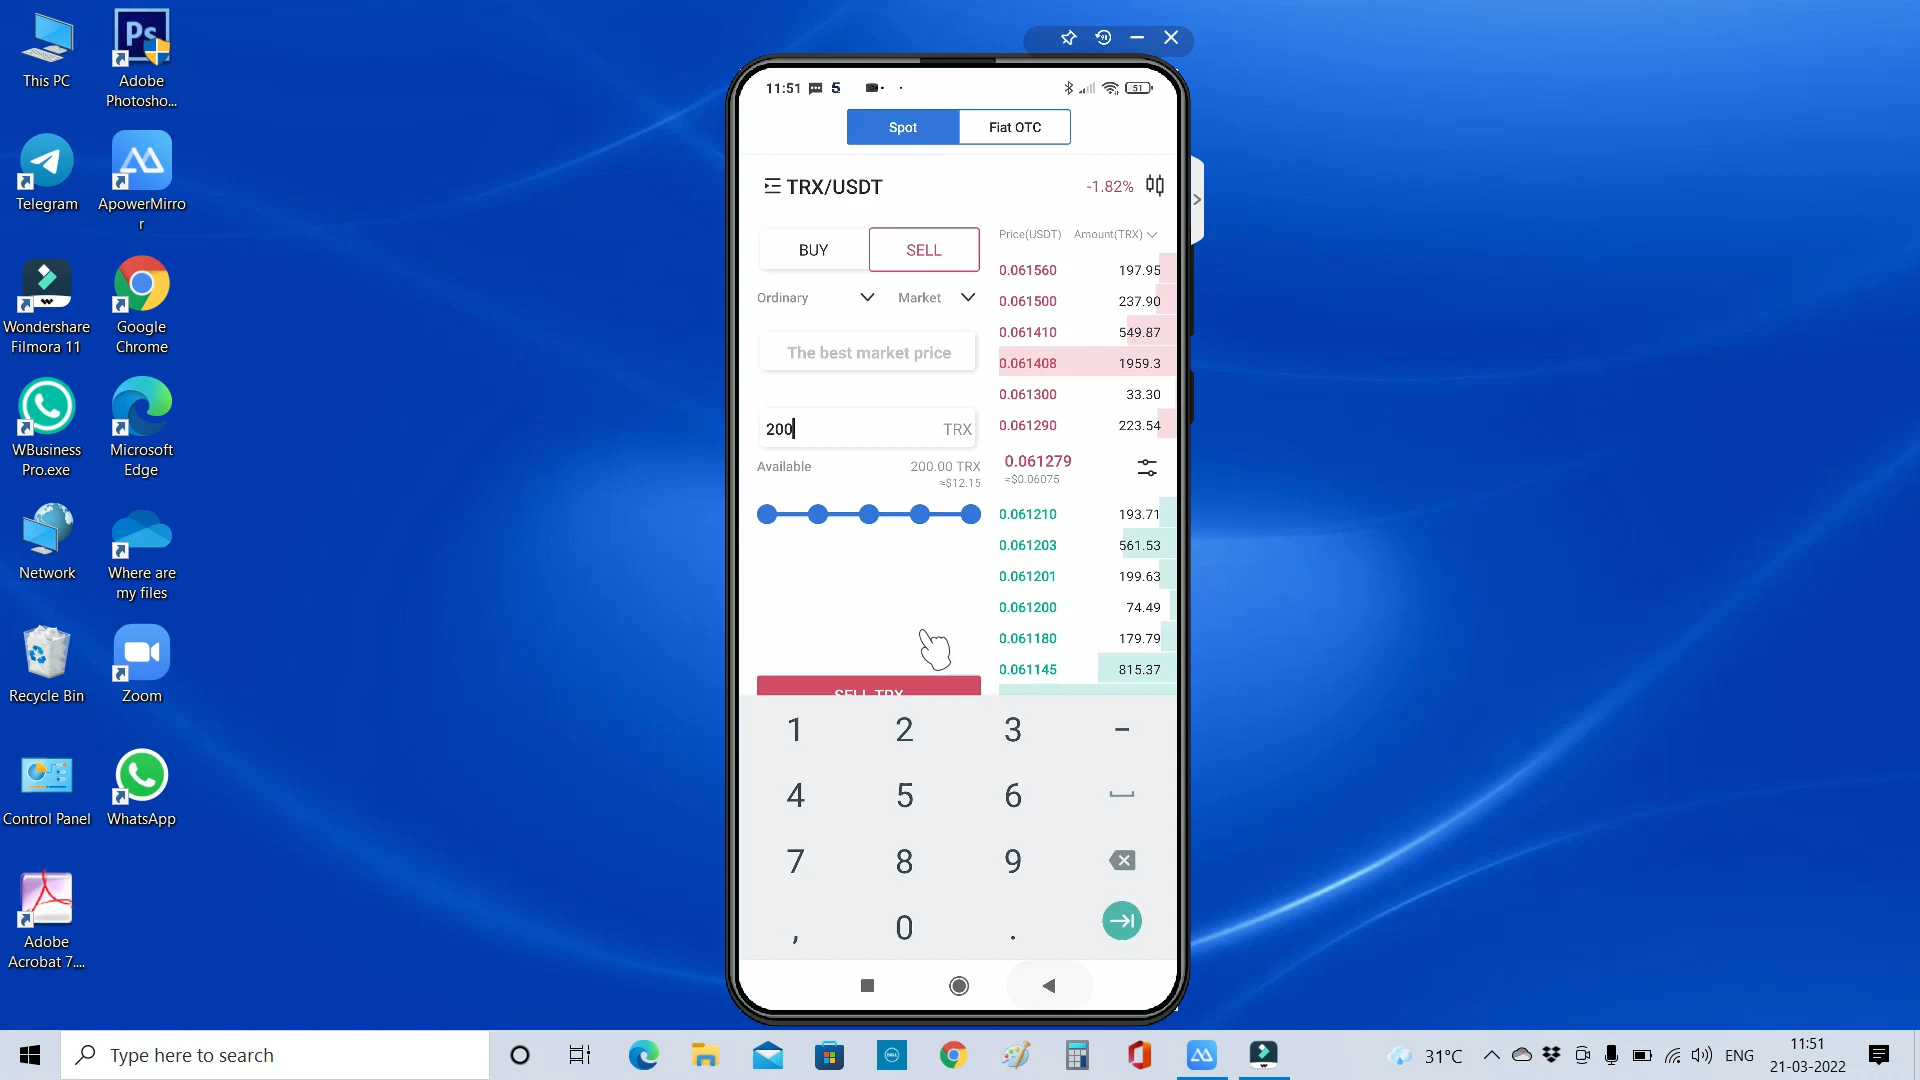 This PC
Adobe
Photosho...
Telegram
ApowerMirro
r
Wondershare
Filmora 11
Google
Chrome
WBusiness
Pro.exe
Microsoft
Edge
Network
Where are
my files
Recycle Bin
Zoom
Control Panel
WhatsApp
Adobe
Acrobat 7....
11:51
51
Spot
Fiat OTC
TRX/USDT
-1.82%
BUY
SELL
Ordinary
Market
The best market price
200
TRX
Available
200.00 TRX
≈$12.15
SELL TRX
Price(USDT)
Amount(TRX)
0.061560 197.95
0.061500 237.90
0.061410 549.87
0.061408 1959.3
0.061300 33.30
0.061290 223.54
0.061279
≈$0.06075
0.061210 193.71
0.061203 561.53
0.061201 199.63
0.061200 74.49
0.061180 179.79
0.061145 815.37
1 2 3 –
4 5 6
7 8 9
, 0 .
Type here to search
31°C
ENG
11:51
21-03-2022